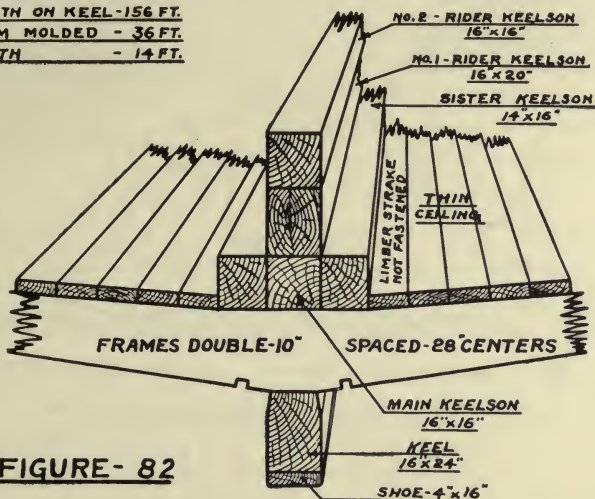 TH ON KEEL-156 FT.
M MOLDED - 36 FT.
TH - 14 FT.
NO.2 - RIDER KEELSON
16"x16"
NO.1-RIDER KEELSON
16"x20"
SISTER KEELSON
14"x16"
LIMBER STRAKE
NOT FASTENED
THIN
CEILING
FRAMES DOUBLE-10"
SPACED-28"CENTERS
MAIN KEELSON
16"x16"
KEEL
16"x24"
SHOE-4"x16"
FIGURE- 82